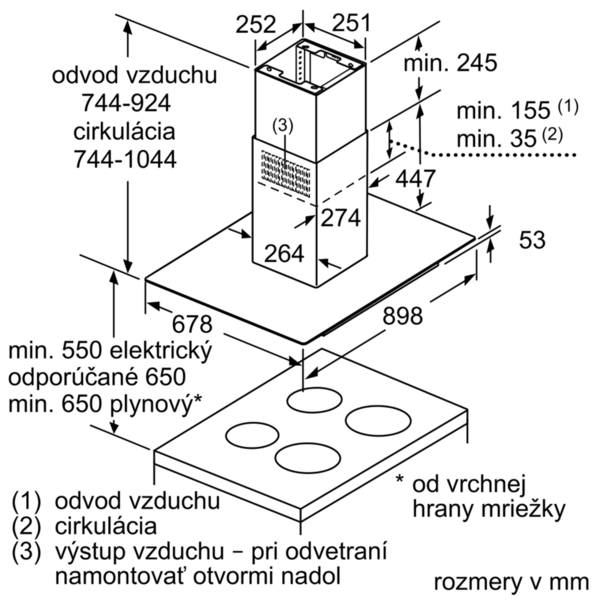 252
251
odvod vzduchu
744-924
cirkulácia
744-1044
min. 245
(3)
min. 155 (1)
min. 35 (2)
447
274
264
53
678
898
min. 550 elektrický
odporúčané 650
min. 650 plynový*
* od vrchnej
hrany mriežky
(1) odvod vzduchu
(2) cirkulácia
(3) výstup vzduchu – pri odvetraní
namontovať otvormi nadol
rozmery v mm